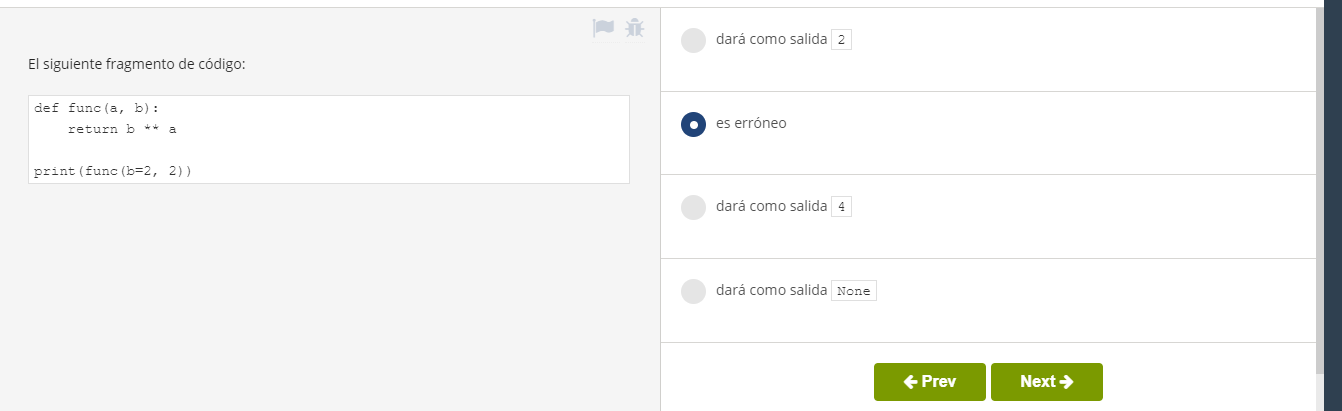 El siguiente fragmento de código:
def func(a, b):
    return b ** a
print(func(b=2, 2))
dará como salida 2
es erróneo
dará como salida 4
dará como salida None
Prev
Next